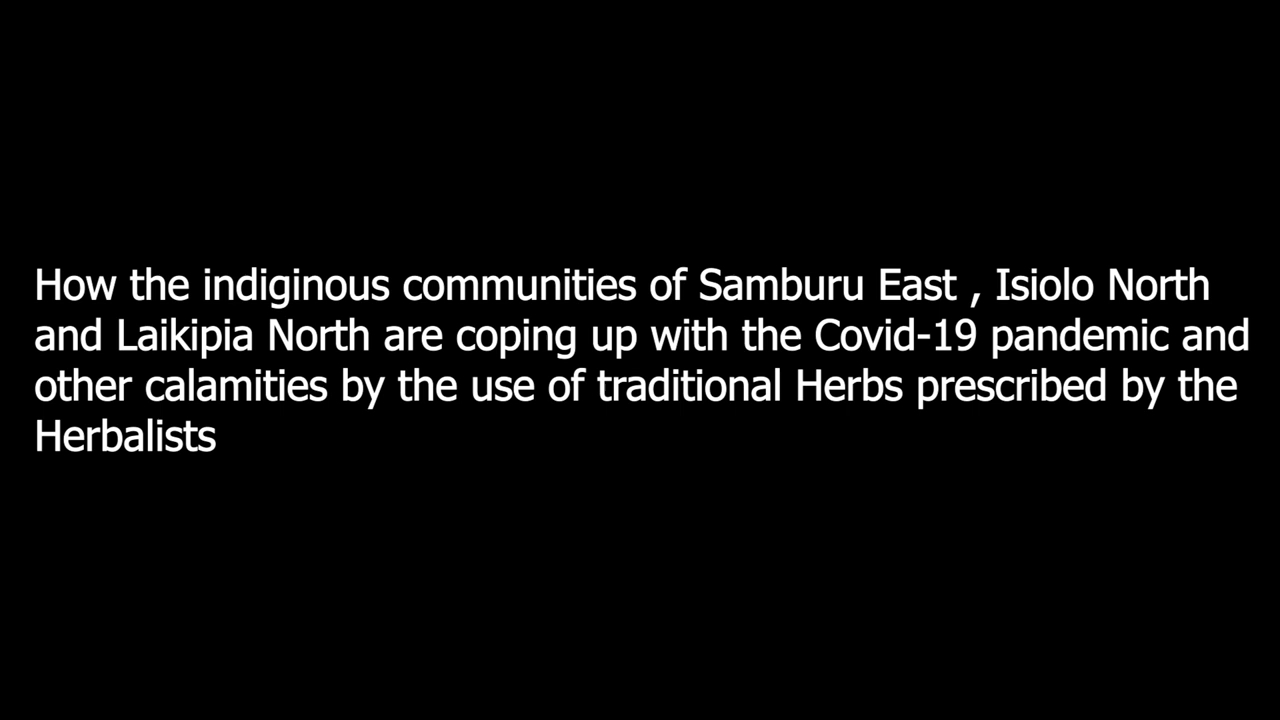 How the indiginous communities of Samburu East , Isiolo North
and Laikipia North are coping up with the Covid-19 pandemic and
other calamities by the use of traditional Herbs prescribed by the
Herbalists